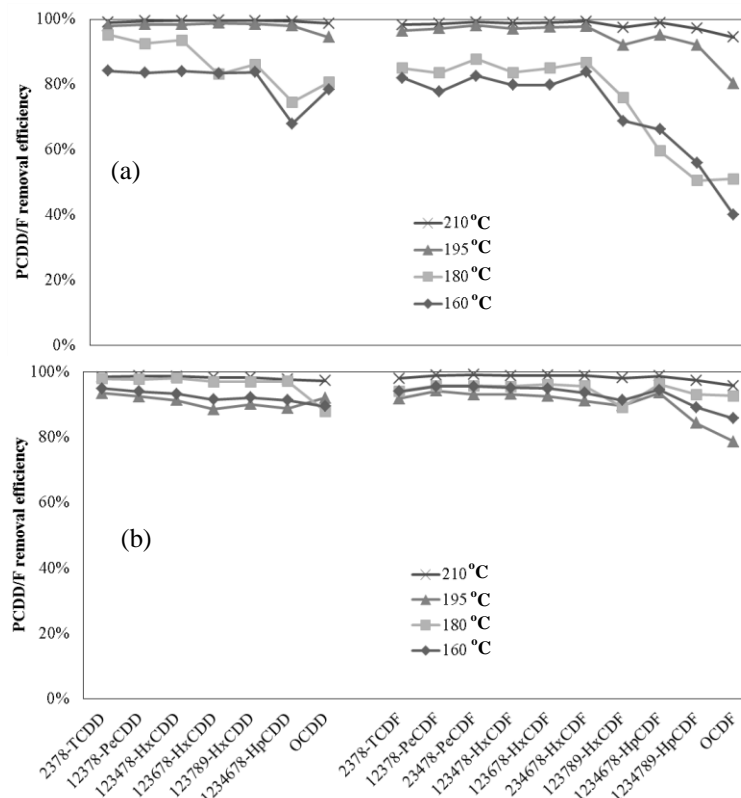 100%
80%
60%
40%
20%
0%
PCDD/F removal efficiency
(a)
210 °C
195 °C
180 °C
160 °C
100%
80%
60%
40%
20%
0%
PCDD/F removal efficiency
(b)
210 °C
195 °C
180 °C
160 °C
2378-TCDD
12378-PeCDD
123478-HxCDD
123678-HxCDD
123789-HxCDD
1234678-HpCDD
OCDD
2378-TCDF
12378-PeCDF
23478-PeCDF
123478-HxCDF
123678-HxCDF
234678-HxCDF
123789-HxCDF
1234678-HpCDF
1234789-HpCDF
OCDF